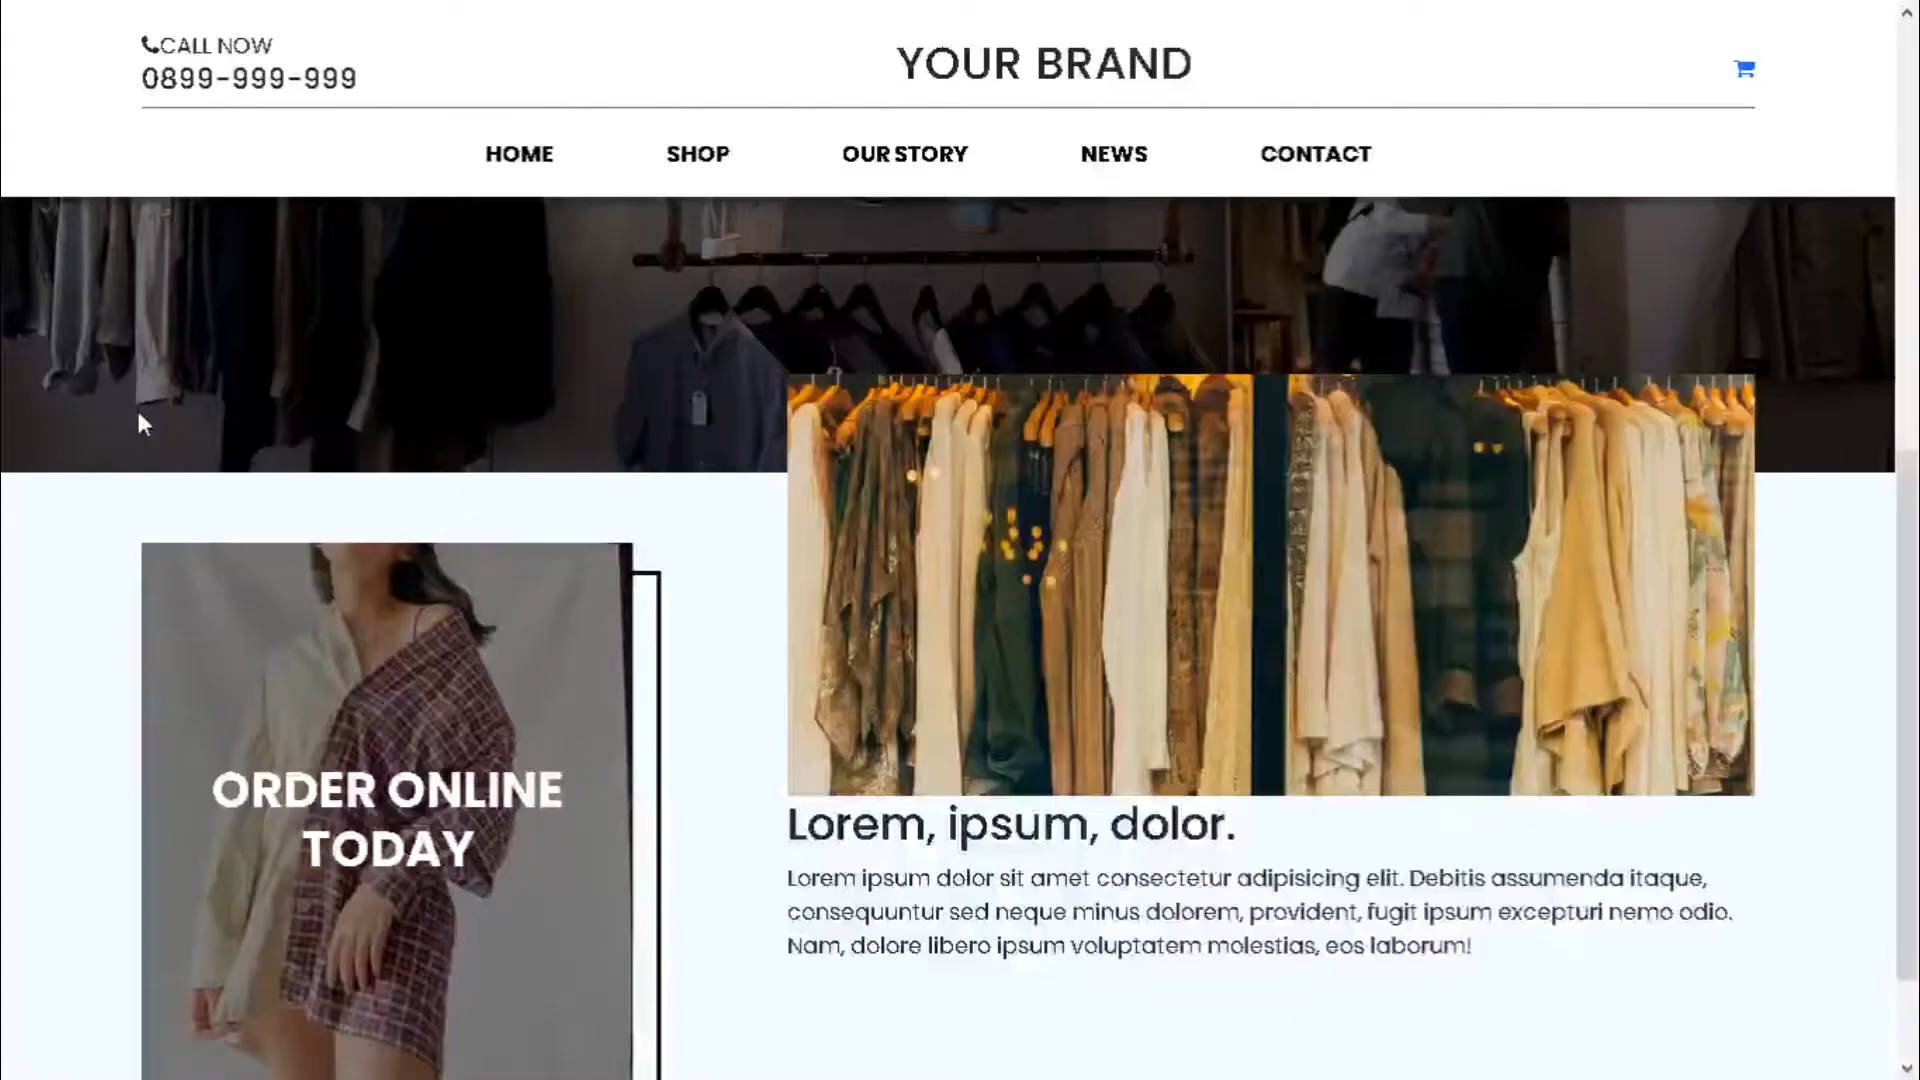 CALL NOW
0899-999-999
YOUR BRAND
HOME SHOP OUR STORY NEWS CONTACT
ORDER ONLINE
TODAY
Lorem, ipsum, dolor.
Lorem ipsum dolor sit amet consectetur adipisicing elit. Debitis assumenda itaque,
consequuntur sed neque minus dolorem, provident, fugit ipsum excepturi nemo odio.
Nam, dolore libero ipsum voluptatem molestias, eos laborum!